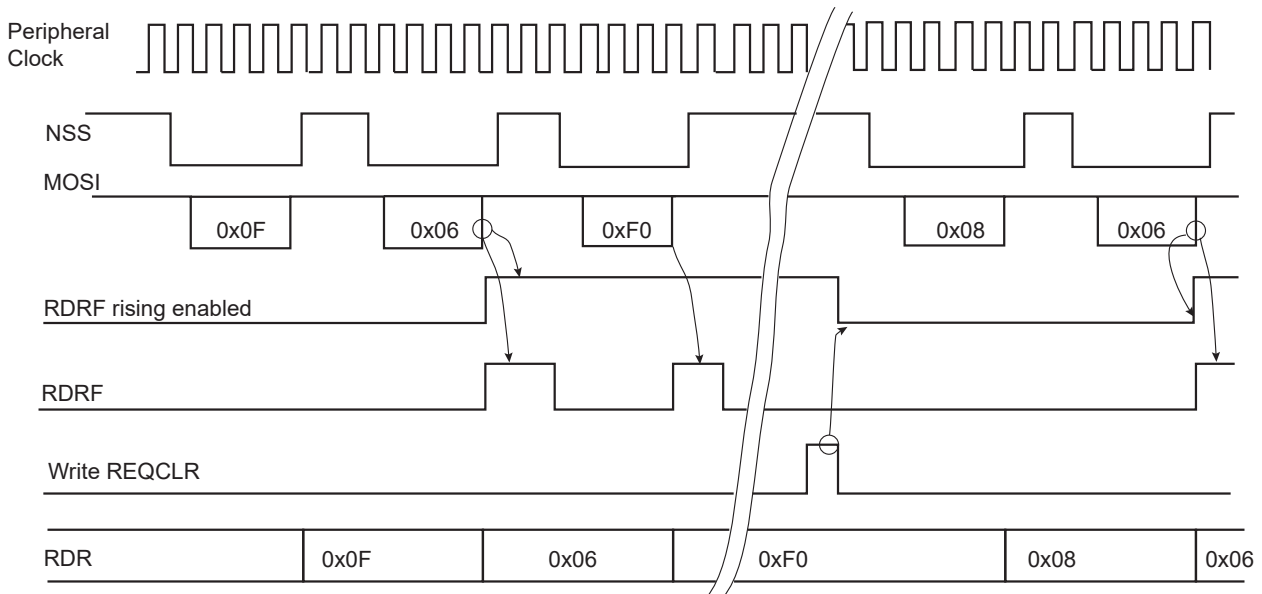 Peripheral
Clock
NSS
MOSI
0x0F 0x06 0xF0 0x08 0x06
RDRF rising enabled
RDRF
Write REQCLR
RDR 0x0F 0x06 0xF0 0x08 0x06